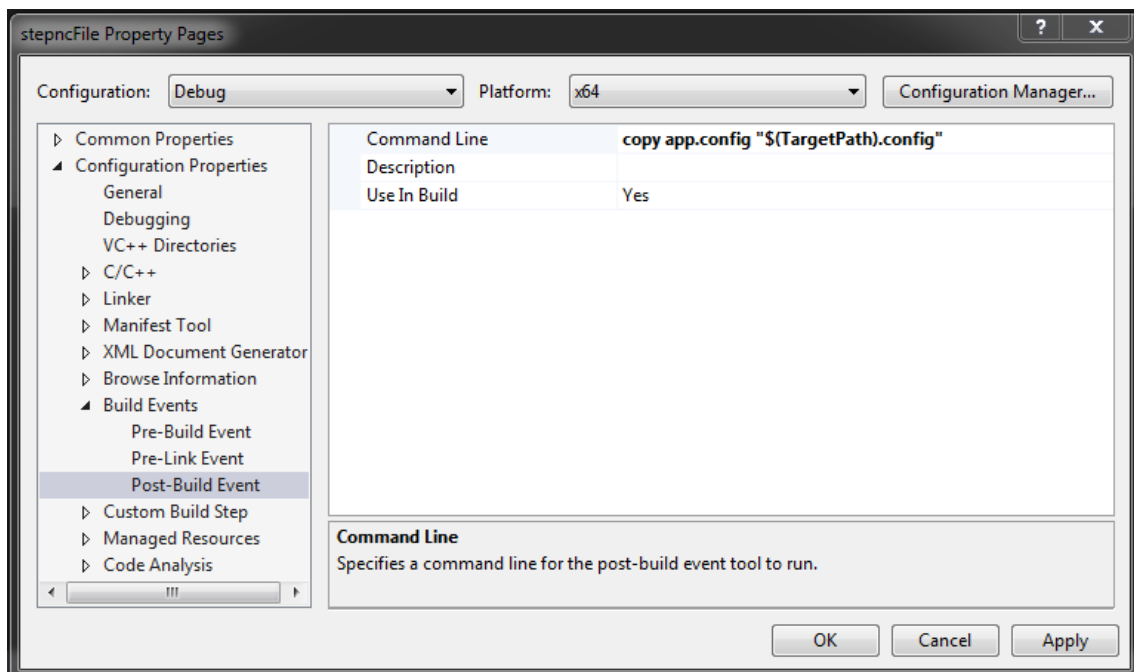 stepncFile Property Pages
? X
Configuration: Debug Platform: x64 Configuration Manager...
Common Properties
Configuration Properties
General
Debugging
VC++ Directories
C/C++
Linker
Manifest Tool
XML Document Generator
Browse Information
Build Events
Pre-Build Event
Pre-Link Event
Post-Build Event
Custom Build Step
Managed Resources
Code Analysis
Command Line copy app.config "$(TargetPath).config"
Description
Use In Build Yes
Command Line
Specifies a command line for the post-build event tool to run.
OK Cancel Apply